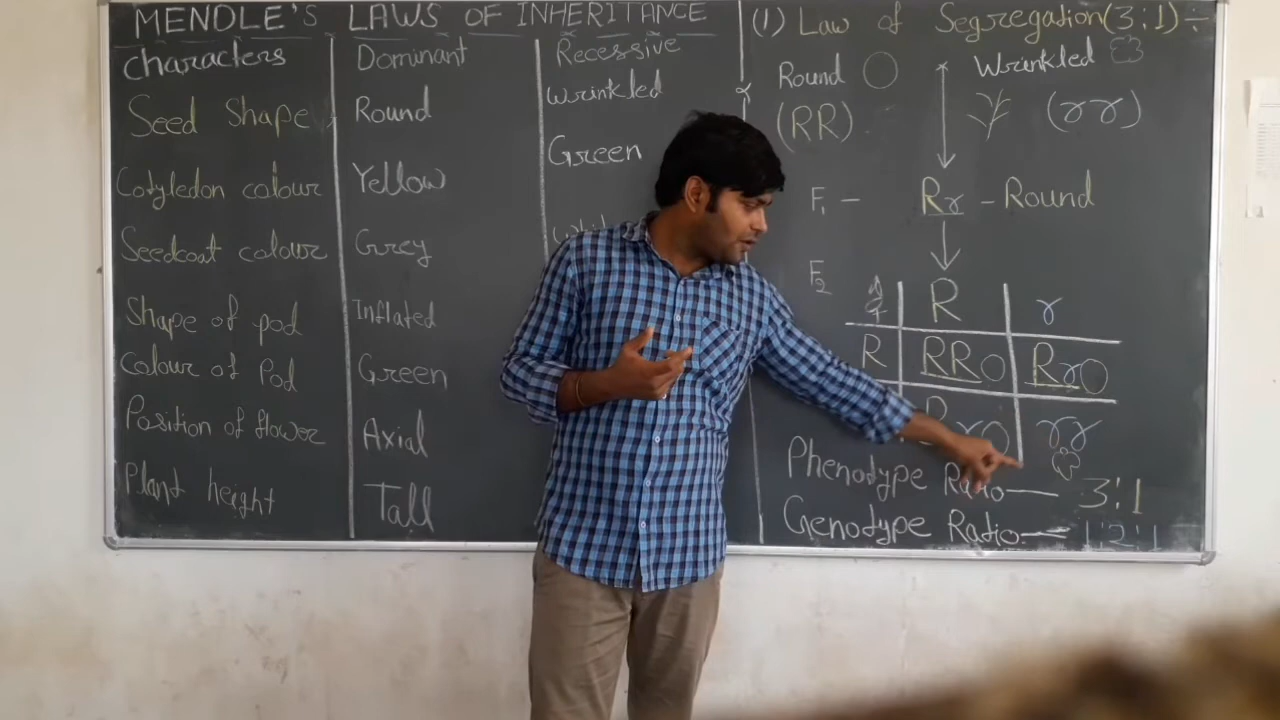 MENDLE'S LAWS OF INHERITANCE
Characters Dominant Recessive
Seed Shape Round Wrinkled
Cotyledon colour Yellow Green
Seedcoat colour Grey
Shape of pod Inflated
Colour of Pod Green
Position of flower Axial
Plant height Tall
(1) Law of Segregation(3:1)÷
Round × Wrinkled
(RR) (rr)
F1 – Rr – Round
F2
R r
R RR Rr
rr
Phenotype Ratio — 3:1
Genotype Ratio — 1:2:1